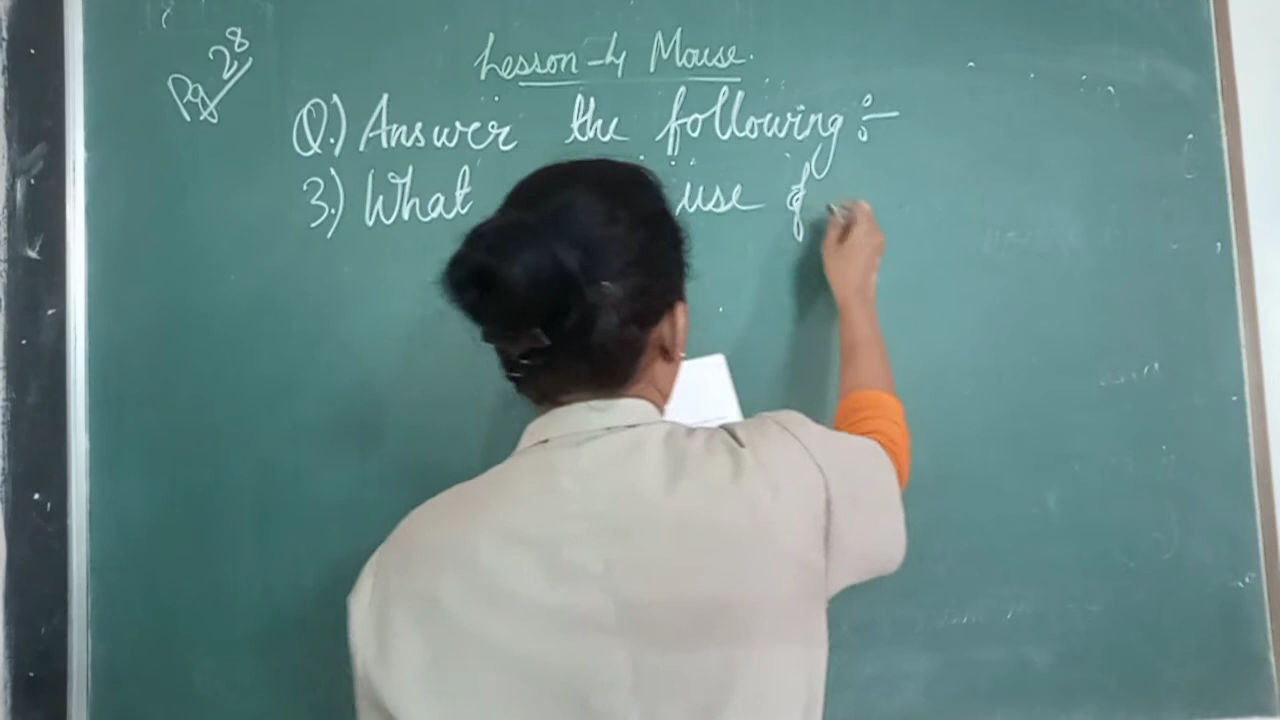 Pg 28
Lesson-4 Mouse.
Q.) Answer the following :-
3.) What use of